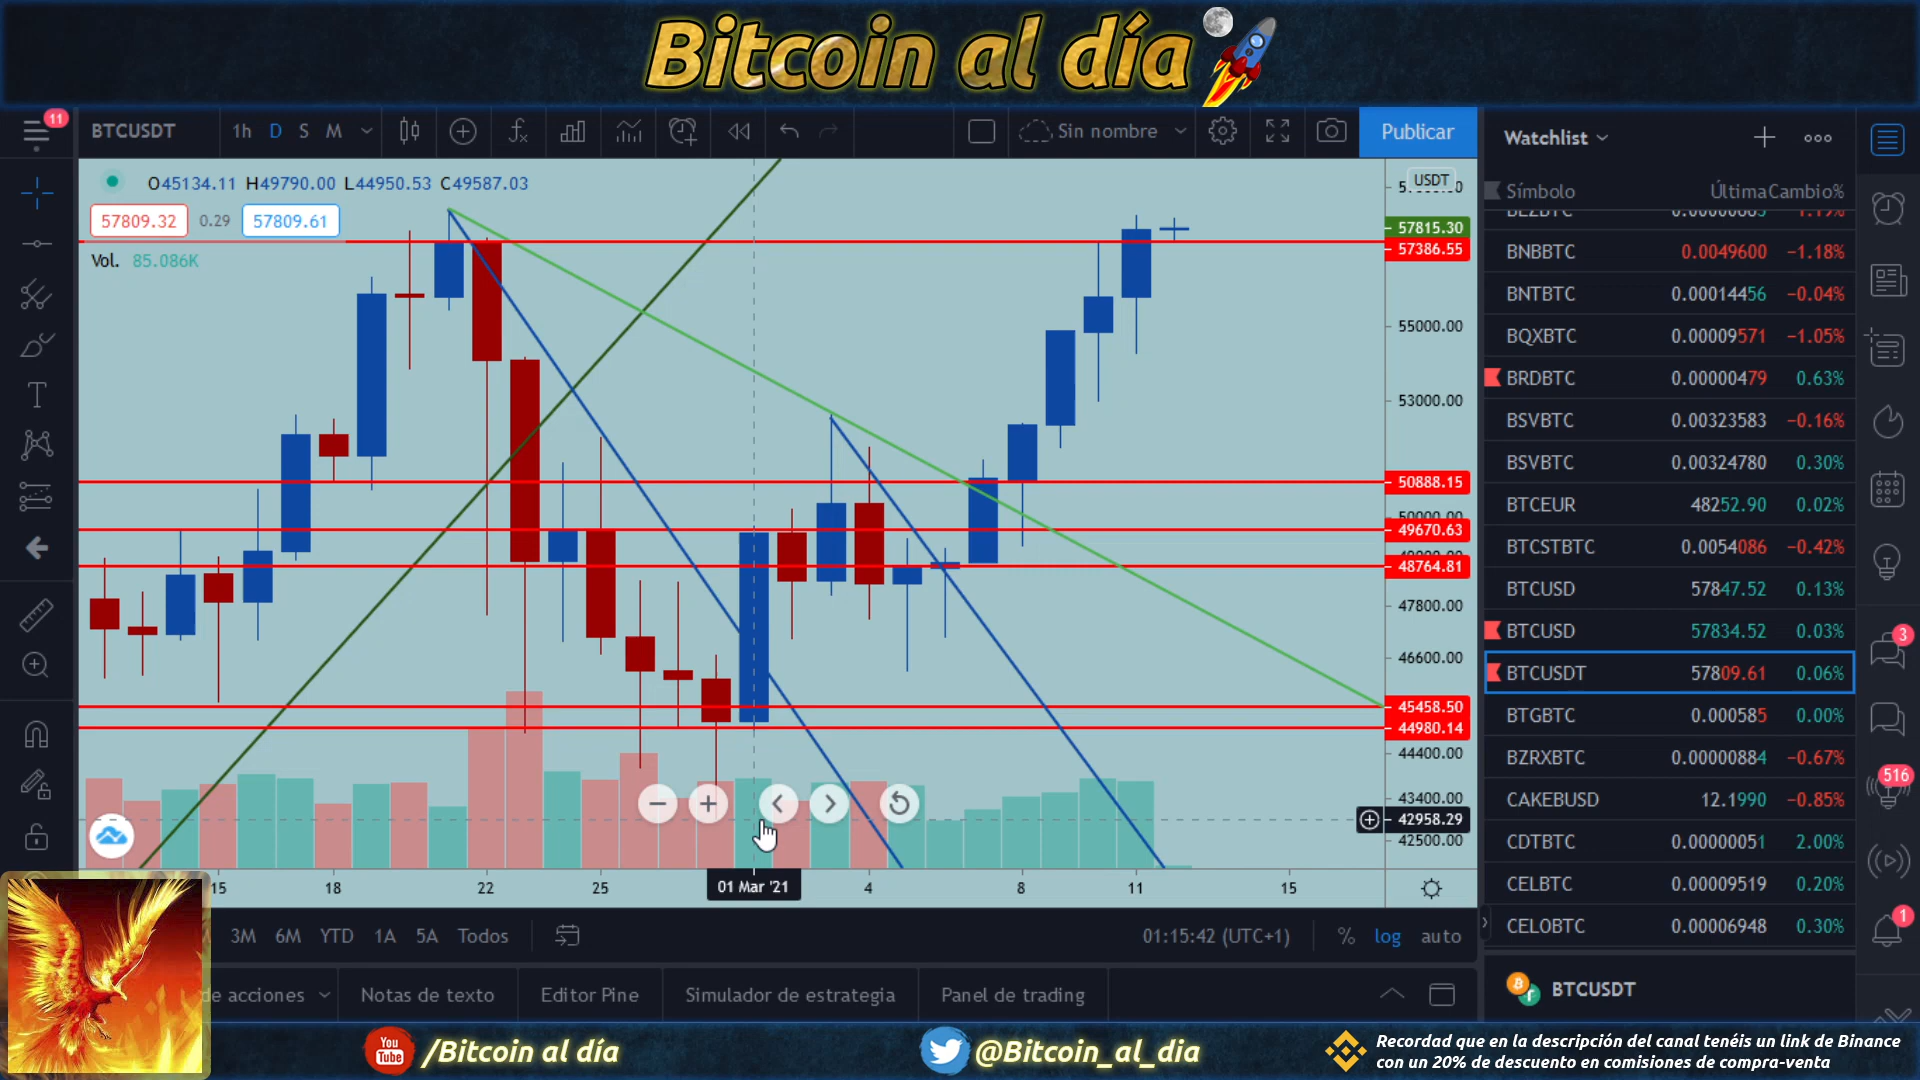 Bitcoin al día
11
BTCUSDT
1h D S M
Sin nombre
Publicar
Watchlist
O45134.11 H49790.00 L44950.53 C49587.03
USDT
57809.32 0.29 57809.61
Vol. 85.086K
57815.30
57386.55
55000.00
53000.00
50888.15
49670.63
48764.81
47800.00
46600.00
45458.50
44980.14
44400.00
43400.00
42958.29
42500.00
15 18 22 25 01 Mar '21 4 8 11 15
3M 6M YTD 1A 5A Todos
01:15:42 (UTC+1) % log auto
de acciones Notas de texto Editor Pine Simulador de estrategia Panel de trading
Símbolo Última Cambio%
BNBBTC 0.0049600 −1.18%
BNTBTC 0.00014456 −0.04%
BQXBTC 0.00009571 −1.05%
BRDBTC 0.00000479 0.63%
BSVBTC 0.00323583 −0.16%
BSVBTC 0.00324780 0.30%
BTCEUR 48252.90 0.02%
BTCSTBTC 0.0054086 −0.42%
BTCUSD 57847.52 0.13%
BTCUSD 57834.52 0.03%
BTCUSDT 57809.61 0.06%
BTGBTC 0.000585 0.00%
BZRXBTC 0.00000884 −0.67%
CAKEBUSD 12.1990 −0.85%
CDTBTC 0.00000051 2.00%
CELBTC 0.00009519 0.20%
CELOBTC 0.00006948 0.30%
BTCUSDT
3
516
1
You Tube /Bitcoin al día
@Bitcoin_al_dia
Recordad que en la descripción del canal tenéis un link de Binance
con un 20% de descuento en comisiones de compra-venta